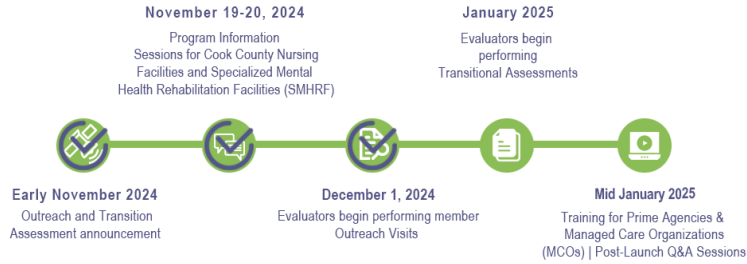 November 19-20, 2024
Program Information
Sessions for Cook County Nursing
Facilities and Specialized Mental
Health Rehabilitation Facilities (SMHRF)
January 2025
Evaluators begin
performing
Transitional Assessments
Early November 2024
Outreach and Transition
Assessment announcement
December 1, 2024
Evaluators begin performing member
Outreach Visits
Mid January 2025
Training for Prime Agencies &
Managed Care Organizations
(MCOs) | Post-Launch Q&A Sessions